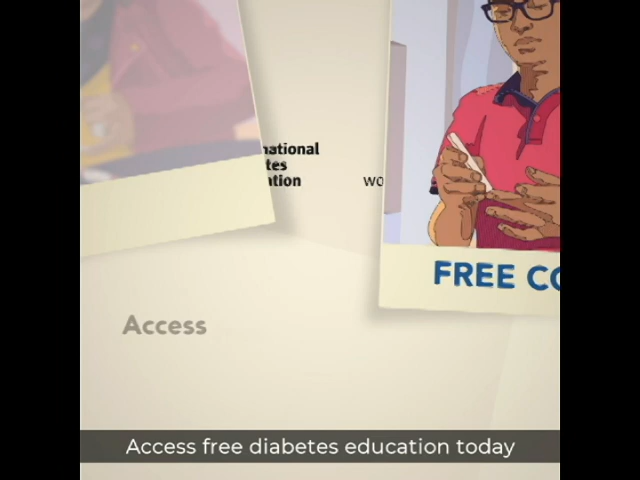 national
tes
ation
wo
FREE CO
Access
Access free diabetes education today